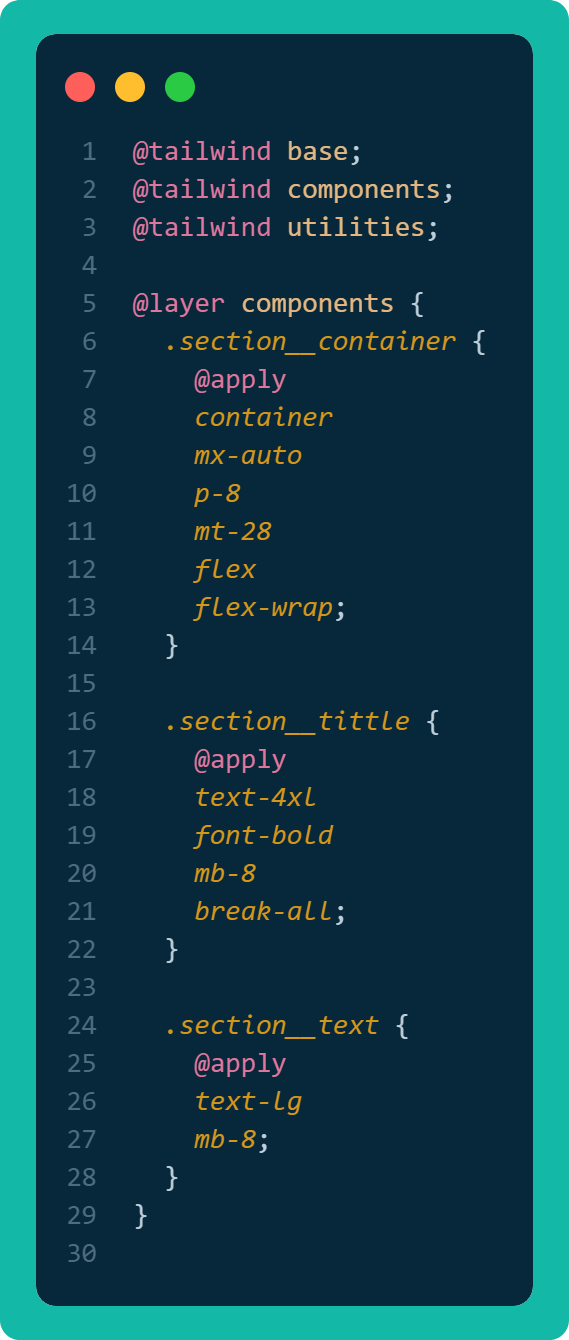 1 @tailwind base;
2 @tailwind components;
3 @tailwind utilities;
4
5 @layer components {
6 .section__container {
7 @apply
8 container
9 mx-auto
10 p-8
11 mt-28
12 flex
13 flex-wrap;
14 }
15
16 .section__tittle {
17 @apply
18 text-4xl
19 font-bold
20 mb-8
21 break-all;
22 }
23
24 .section__text {
25 @apply
26 text-lg
27 mb-8;
28 }
29 }
30